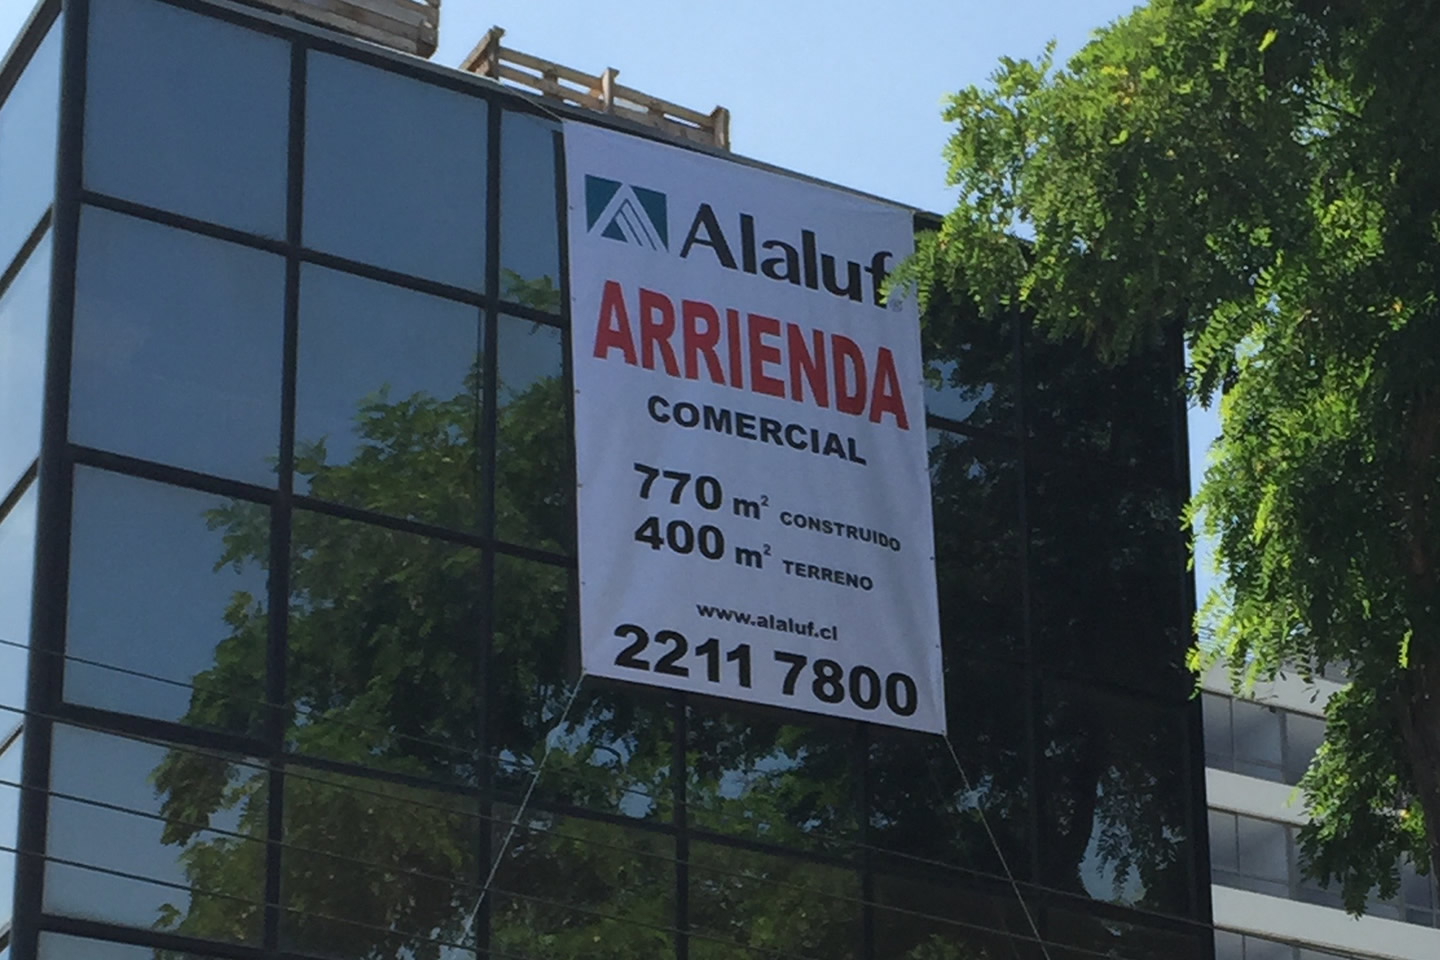 Alaluf
ARRIENDA
COMERCIAL
770 m² CONSTRUIDO
400 m² TERRENO
www.alaluf.cl
2211 7800